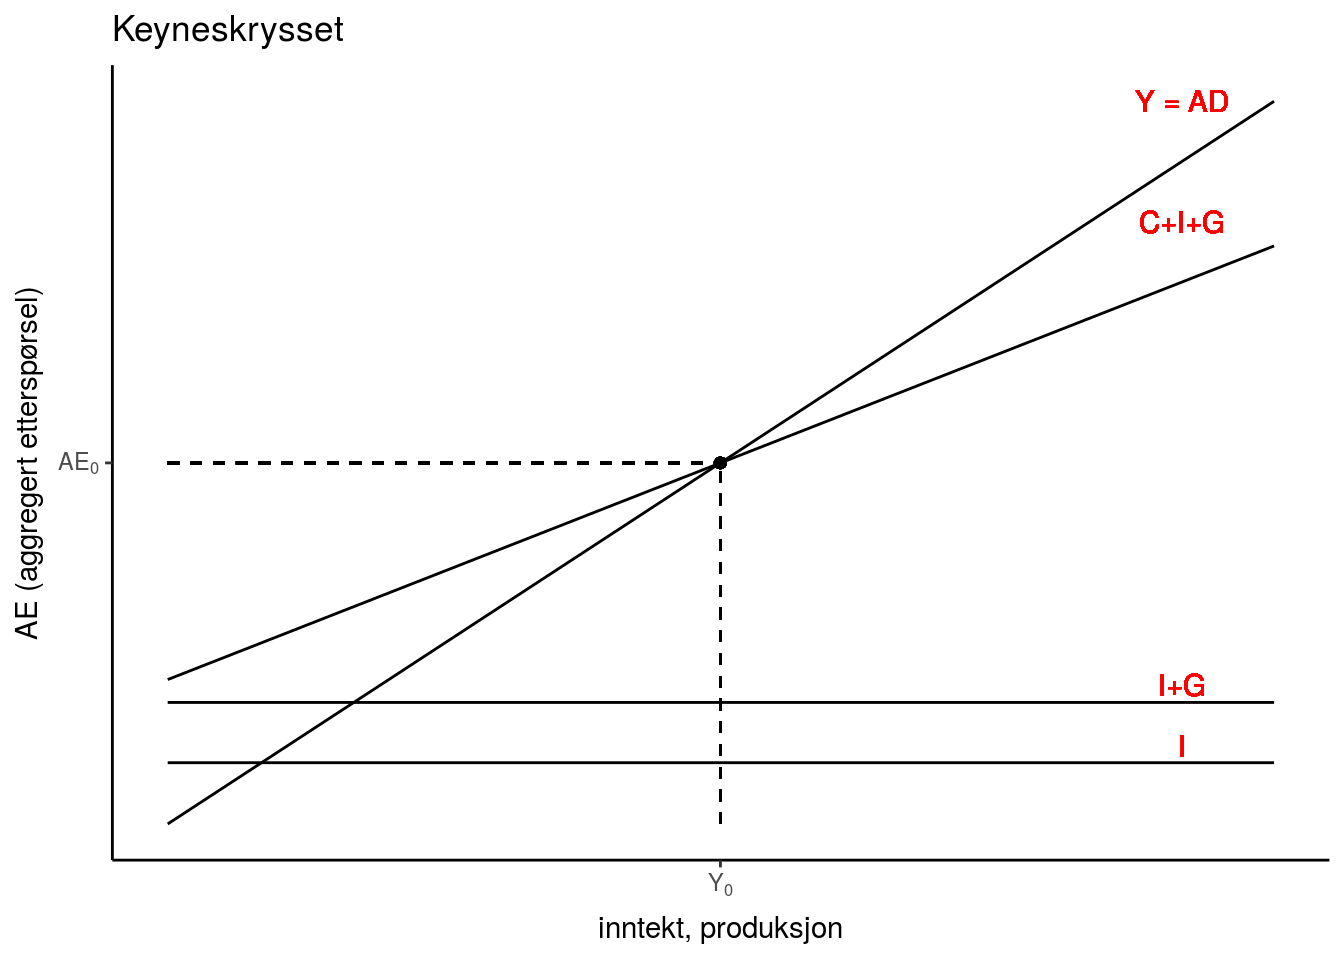 Keyneskrysset
Y = AD
C+I+G
AE (aggregert etterspørsel)
AE₀
I+G
I
Y₀
inntekt, produksjon